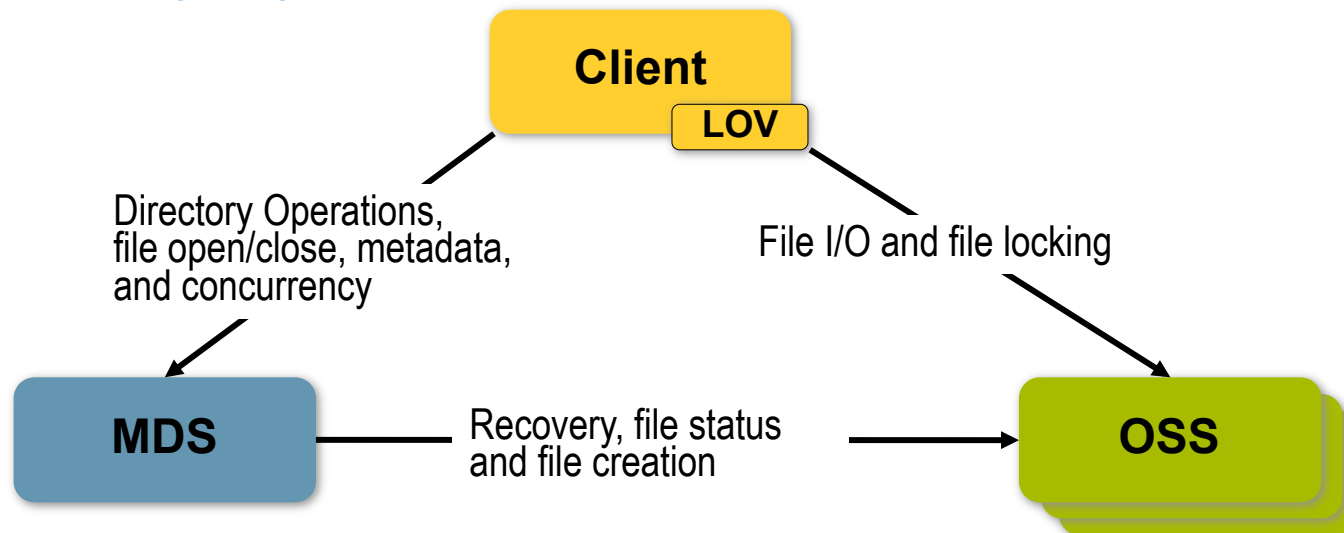 Client
LOV
Directory Operations,
file open/close, metadata,
and concurrency
File I/O and file locking
MDS
Recovery, file status
and file creation
OSS